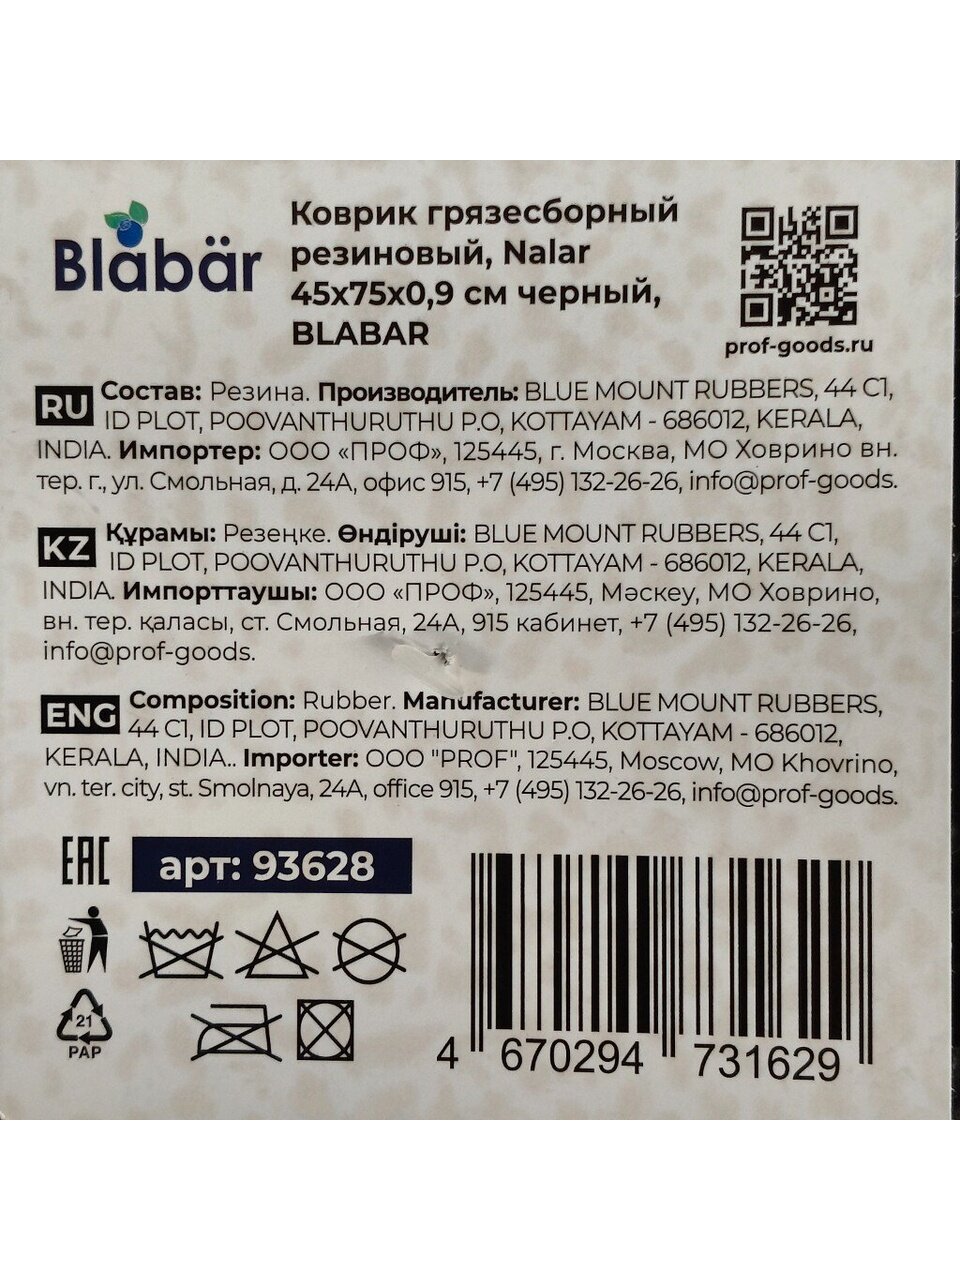 Blåbär
Коврик грязесборный
резиновый, Nalar
45x75x0,9 см черный,
BLABAR
prof-goods.ru
RU Состав: Резина. Производитель: BLUE MOUNT RUBBERS, 44 C1,
ID PLOT, POOVANTHURUTHU P.O, KOTTAYAM - 686012, KERALA,
INDIA. Импортер: ООО «ПРОФ», 125445, г. Москва, МО Ховрино вн.
тер. г., ул. Смольная, д. 24А, офис 915, +7 (495) 132-26-26, info@prof-goods.
KZ Құрамы: Резеңке. Өндіруші: BLUE MOUNT RUBBERS, 44 C1,
ID PLOT, POOVANTHURUTHU P.O, KOTTAYAM - 686012, KERALA,
INDIA. Импорттаушы: ООО «ПРОФ», 125445, Мәскеу, МО Ховрино,
вн. тер. қаласы, ст. Смольная, 24А, 915 кабинет, +7 (495) 132-26-26,
info@prof-goods.
ENG Composition: Rubber. Manufacturer: BLUE MOUNT RUBBERS,
44 C1, ID PLOT, POOVANTHURUTHU P.O, KOTTAYAM - 686012,
KERALA, INDIA.. Importer: OOO "PROF", 125445, Moscow, MO Khovrino,
vn. ter. city, st. Smolnaya, 24A, office 915, +7 (495) 132-26-26, info@prof-goods.
EAC
арт: 93628
21
PAP
4 670294 731629